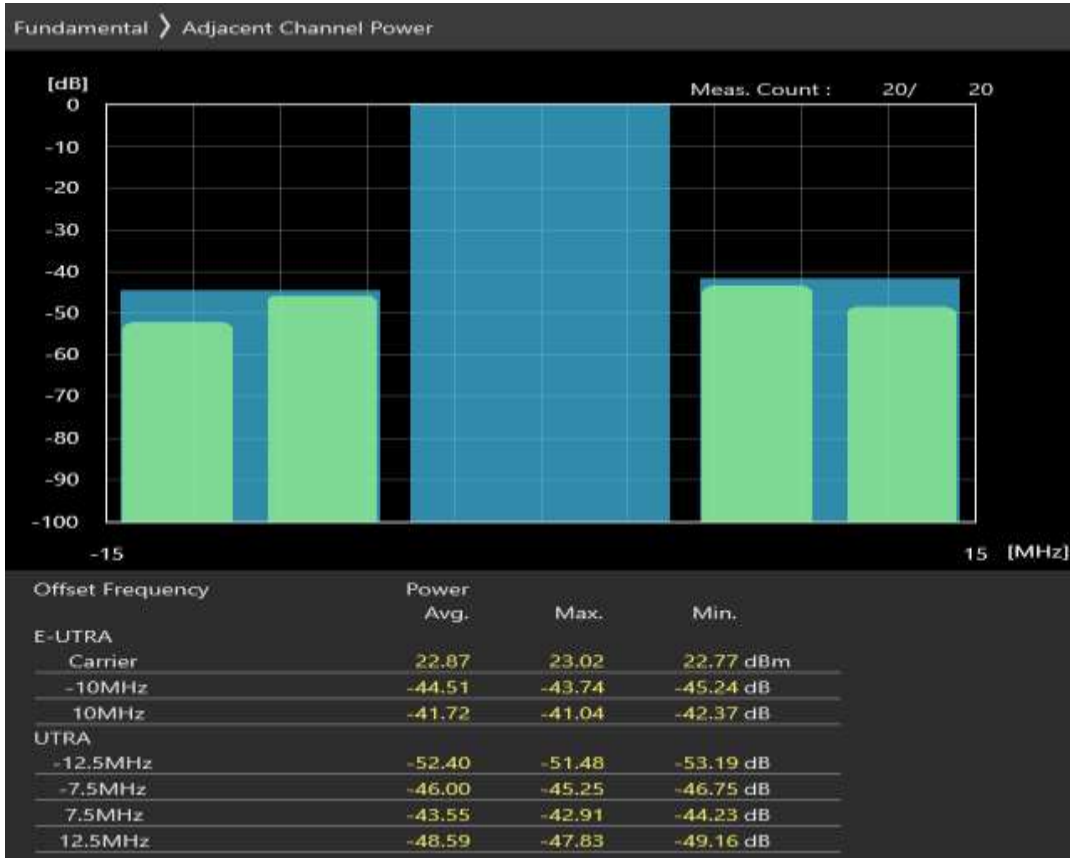 Fundamental 》 Adjacent Channel Power
[dB]
Meas. Count : 20/ 20
0
-10
-20
-30
-40
-50
-60
-70
-80
-90
-100
-15 15 [MHz]
Offset Frequency Power
Avg. Max. Min.
E-UTRA
Carrier 22.87 23.02 22.77 dBm
-10MHz -44.51 -43.74 -45.24 dB
10MHz -41.72 -41.04 -42.37 dB
UTRA
-12.5MHz -52.40 -51.48 -53.19 dB
-7.5MHz -46.00 -45.25 -46.75 dB
7.5MHz -43.55 -42.91 -44.23 dB
12.5MHz -48.59 -47.83 -49.16 dB